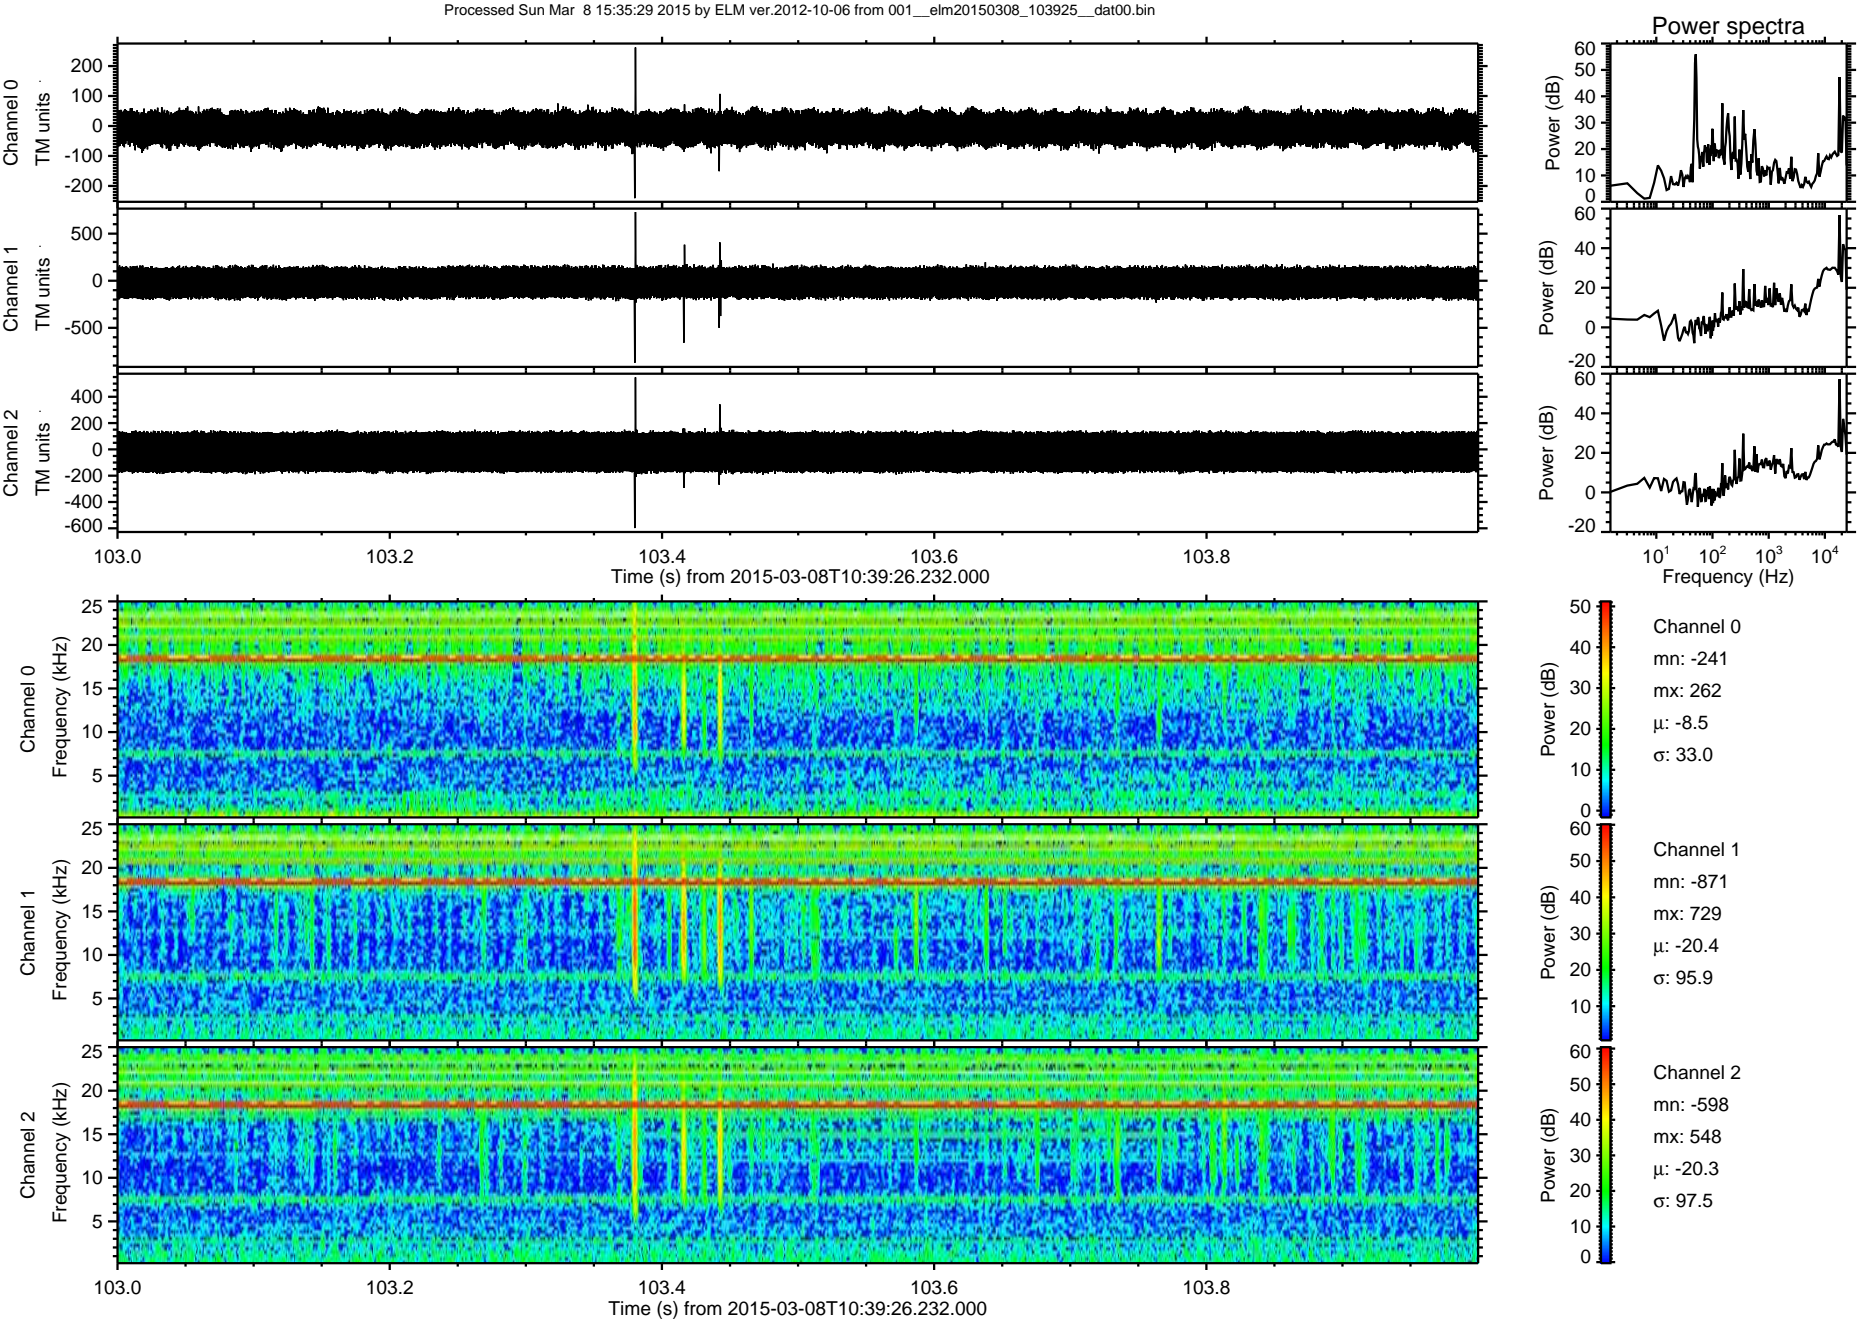 Processed Sun Mar  8 15:35:29 2015 by ELM ver.2012-10-06 from 001__elm20150308_103925__dat00.bin
Power spectra
Channel 0
TM units
200
100
0
-100
-200
Power (dB)
60
50
40
30
20
10
0
Channel 1
TM units
500
0
-500
Power (dB)
60
40
20
0
-20
Channel 2
TM units
400
200
0
-200
-400
-600
Power (dB)
60
40
20
0
-20
103.0 103.2 103.4 103.6 103.8
Time (s) from 2015-03-08T10:39:26.232.000
10¹ 10² 10³ 10⁴
Frequency (Hz)
Channel 0
Frequency (kHz)
25
20
15
10
5
Power (dB)
50
40
30
20
10
0
Channel 0
mn: -241
mx: 262
μ: -8.5
σ: 33.0
Channel 1
Frequency (kHz)
25
20
15
10
5
Power (dB)
60
50
40
30
20
10
Channel 1
mn: -871
mx: 729
μ: -20.4
σ: 95.9
Channel 2
Frequency (kHz)
25
20
15
10
5
Power (dB)
60
50
40
30
20
10
0
Channel 2
mn: -598
mx: 548
μ: -20.3
σ: 97.5
103.0 103.2 103.4 103.6 103.8
Time (s) from 2015-03-08T10:39:26.232.000